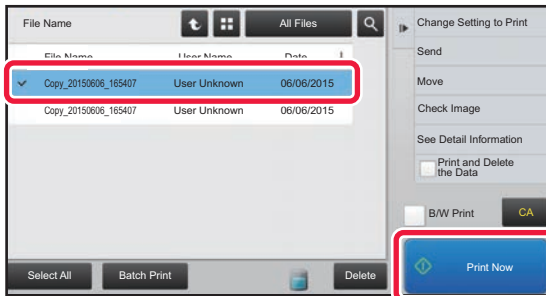 File Name
All Files
File Name User Name Date
Copy_20150606_165407 User Unknown 06/06/2015
Copy_20150606_165407 User Unknown 06/06/2015
Select All
Batch Print
Delete
Change Setting to Print
Send
Move
Check Image
See Detail Information
Print and Delete
the Data
B/W Print
CA
Print Now